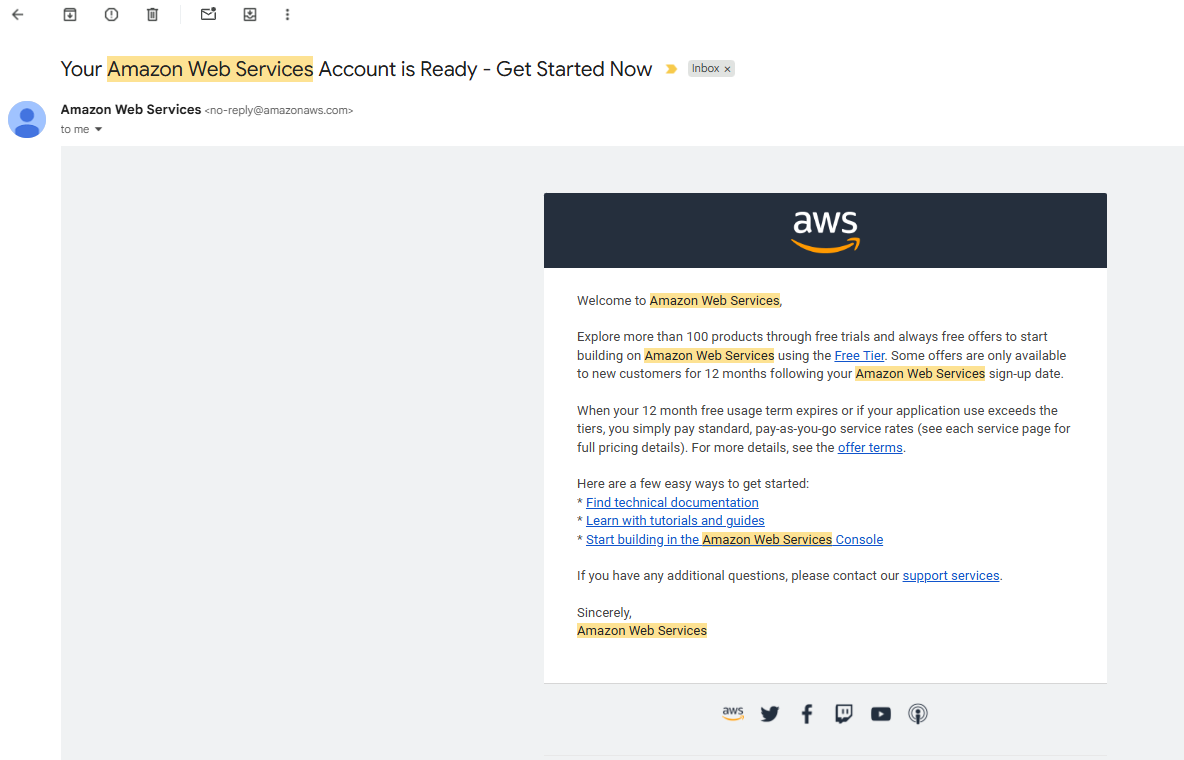 Your Amazon Web Services Account is Ready - Get Started Now
Inbox ×
Amazon Web Services <no-reply@amazonaws.com>
to me
aws
Welcome to Amazon Web Services,
Explore more than 100 products through free trials and always free offers to start
building on Amazon Web Services using the Free Tier. Some offers are only available
to new customers for 12 months following your Amazon Web Services sign-up date.
When your 12 month free usage term expires or if your application use exceeds the
tiers, you simply pay standard, pay-as-you-go service rates (see each service page for
full pricing details). For more details, see the offer terms.
Here are a few easy ways to get started:
* Find technical documentation
* Learn with tutorials and guides
* Start building in the Amazon Web Services Console
If you have any additional questions, please contact our support services.
Sincerely,
Amazon Web Services
aws